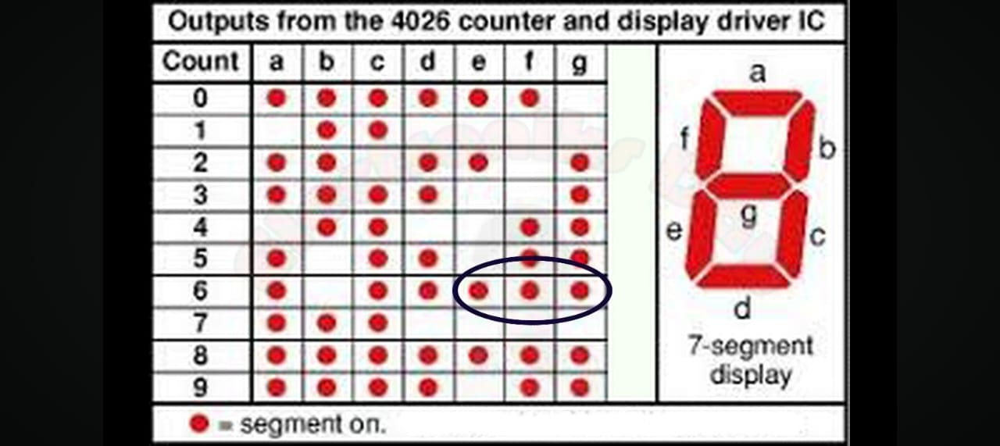 Outputs from the 4026 counter and display driver IC
Count a b c d e f g
0
1
2
3
4
5
6
7
8
9
a
f
b
g
e
c
d
7-segment
display
= segment on.